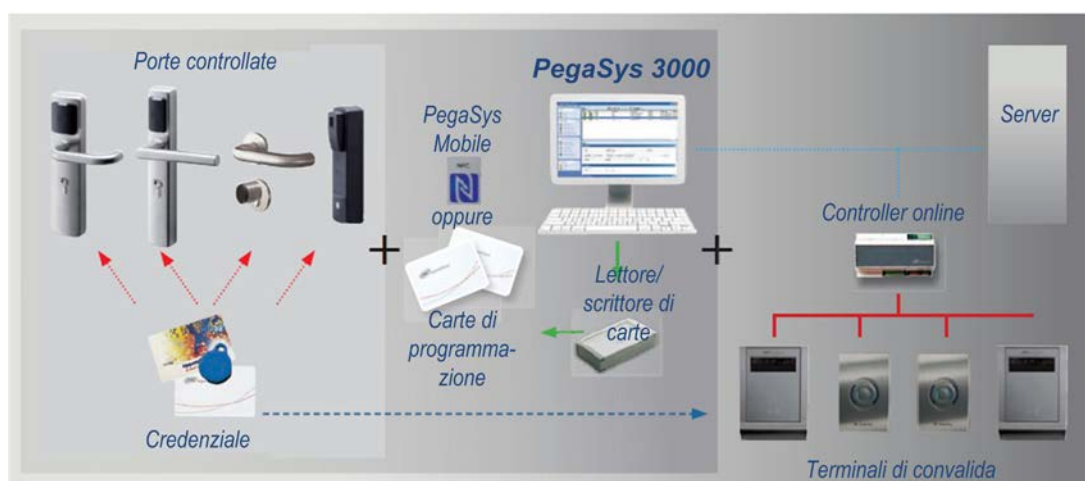 Porte controllate
PegaSys 3000
Server
PegaSys
Mobile
NFC
oppure
Controller online
Lettore/
scrittore di
carte
Carte di
programma-
zione
Credenziale
Terminali di convalida